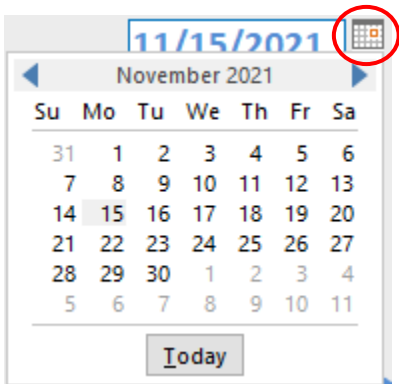 11/15/2021
November 2021
Su Mo Tu We Th Fr Sa
31 1 2 3 4 5 6
7 8 9 10 11 12 13
14 15 16 17 18 19 20
21 22 23 24 25 26 27
28 29 30 1 2 3 4
5 6 7 8 9 10 11
Today